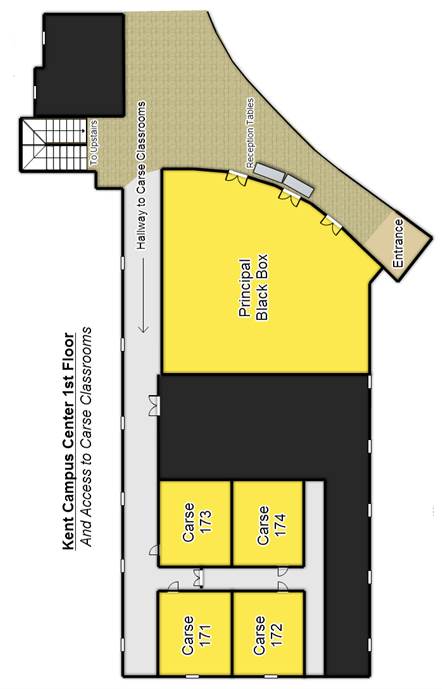 Kent Campus Center 1st Floor
And Access to Carse Classrooms
To Upstairs
Hallway to Carse Classrooms
Reception Tables
Entrance
Principal
Black Box
Carse
173
Carse
174
Carse
171
Carse
172